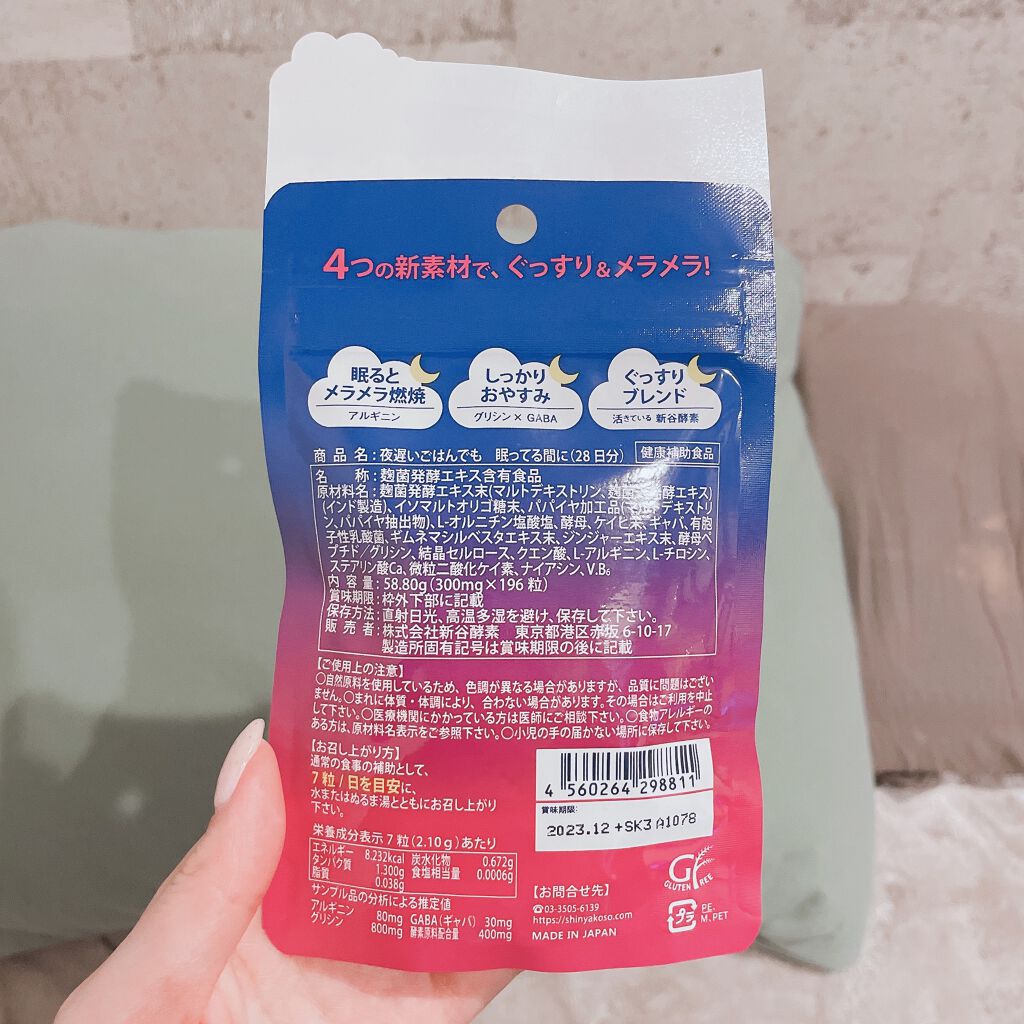 4つの新素材で、ぐっすり&メラメラ!
眠ると
メラメラ燃焼
アルギニン
しっかり
おやすみ
グリシン×GABA
ぐっすり
ブレンド
活きている 新谷酵素
商品名:夜遅いごはんでも 眠ってる間に(28日分) 健康補助食品
名称:麹菌発酵エキス含有食品
原材料名:麹菌発酵エキス末(マルトデキストリン、麹菌発酵エキス)
(インド製造)、イソマルトオリゴ糖末、パパイヤ加工品(マルトデキストリ
ン、パパイヤ抽出物)、L-オルニチン塩酸塩、酵母、ケイヒ末、ギャバ、有胞
子性乳酸菌、ギムネマシルベスタエキス末、ジンジャーエキス末、酵母ペ
プチド/グリシン、結晶セルロース、クエン酸、L-アルギニン、L-チロシン、
ステアリン酸Ca、微粒二酸化ケイ素、ナイアシン、V.B₆
内容量:58.80g(300mg×196粒)
賞味期限:枠外下部に記載
保存方法:直射日光、高温多湿を避け、保存して下さい。
販売者:株式会社新谷酵素 東京都港区赤坂6-10-17
製造所固有記号は賞味期限の後に記載
【ご使用上の注意】
○自然原料を使用しているため、色調が異なる場合がありますが、品質に問題はござい
ません。○まれに体質・体調により、合わない場合があります。その場合はご利用を中止
して下さい。○医療機関にかかっている方は医師にご相談下さい。○食物アレルギーの
ある方は、原材料名表示をご参照下さい。○小児の手の届かない場所に保存して下さい。
【お召し上がり方】
通常の食事の補助として、
7粒/日を目安に、
水またはぬるま湯とともにお召し上がり
下さい。
4 560264 298811
賞味期限:
2023.12 +SK3 A1078
栄養成分表示7粒(2.10g)あたり
エネルギー 8.232kcal 炭水化物 0.672g
タンパク質 1.300g 食塩相当量 0.0006g
脂質 0.038g
サンプル品の分析による推定値
アルギニン 80mg GABA(ギャバ) 30mg
グリシン 800mg 酵素原料配合量 400mg
GLUTEN FREE
【お問合せ先】
☎03-3505-6139
https://shinyakoso.com
MADE IN JAPAN
プラ
PE.
M.PET